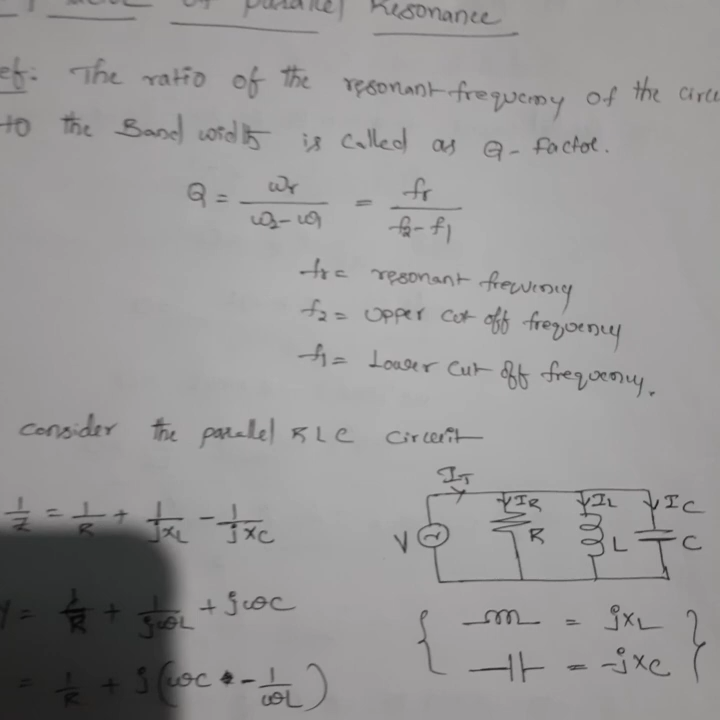 of parallel Resonance
ef: The ratio of the resonant frequency of the circu
to the Band width is called as Q-factor.
Q = ωr / ω2-ω1 = fr / f2-f1
fr = resonant frequency
f2 = upper cut off frequency
f1 = Lower cut off frequency.
consider the parallel RLC circuit
1/Z = 1/R + 1/jXL - 1/jXC
Y = 1/R + 1/jωL + jωC
= 1/R + j(ωC - 1/ωL)
IT
IR IL IC
V R L C
= jXL
= -jXC